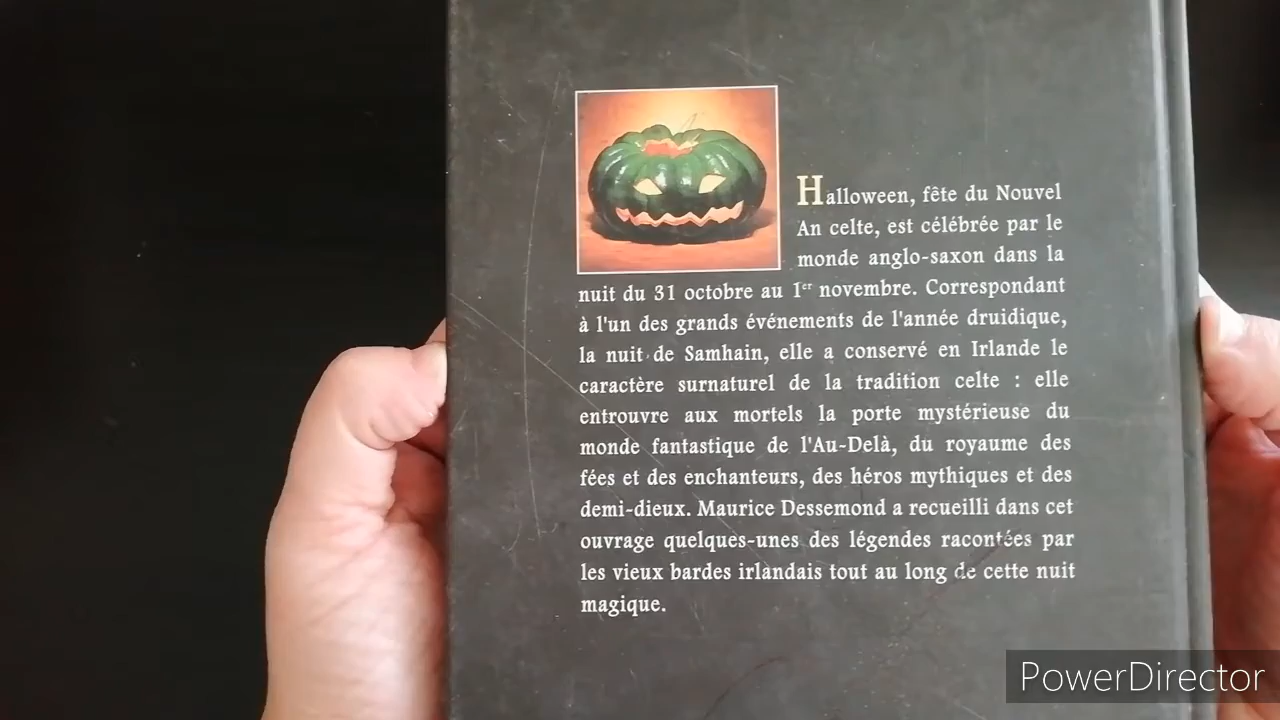 Halloween, fête du Nouvel
An celte, est célébrée par le
monde anglo-saxon dans la
nuit du 31 octobre au 1er novembre. Correspondant
à l'un des grands événements de l'année druidique,
la nuit de Samhain, elle a conservé en Irlande le
caractère surnaturel de la tradition celte : elle
entrouvre aux mortels la porte mystérieuse du
monde fantastique de l'Au-Delà, du royaume des
fées et des enchanteurs, des héros mythiques et des
demi-dieux. Maurice Dessemond a recueilli dans cet
ouvrage quelques-unes des légendes racontées par
les vieux bardes irlandais tout au long de cette nuit
magique.
PowerDirector